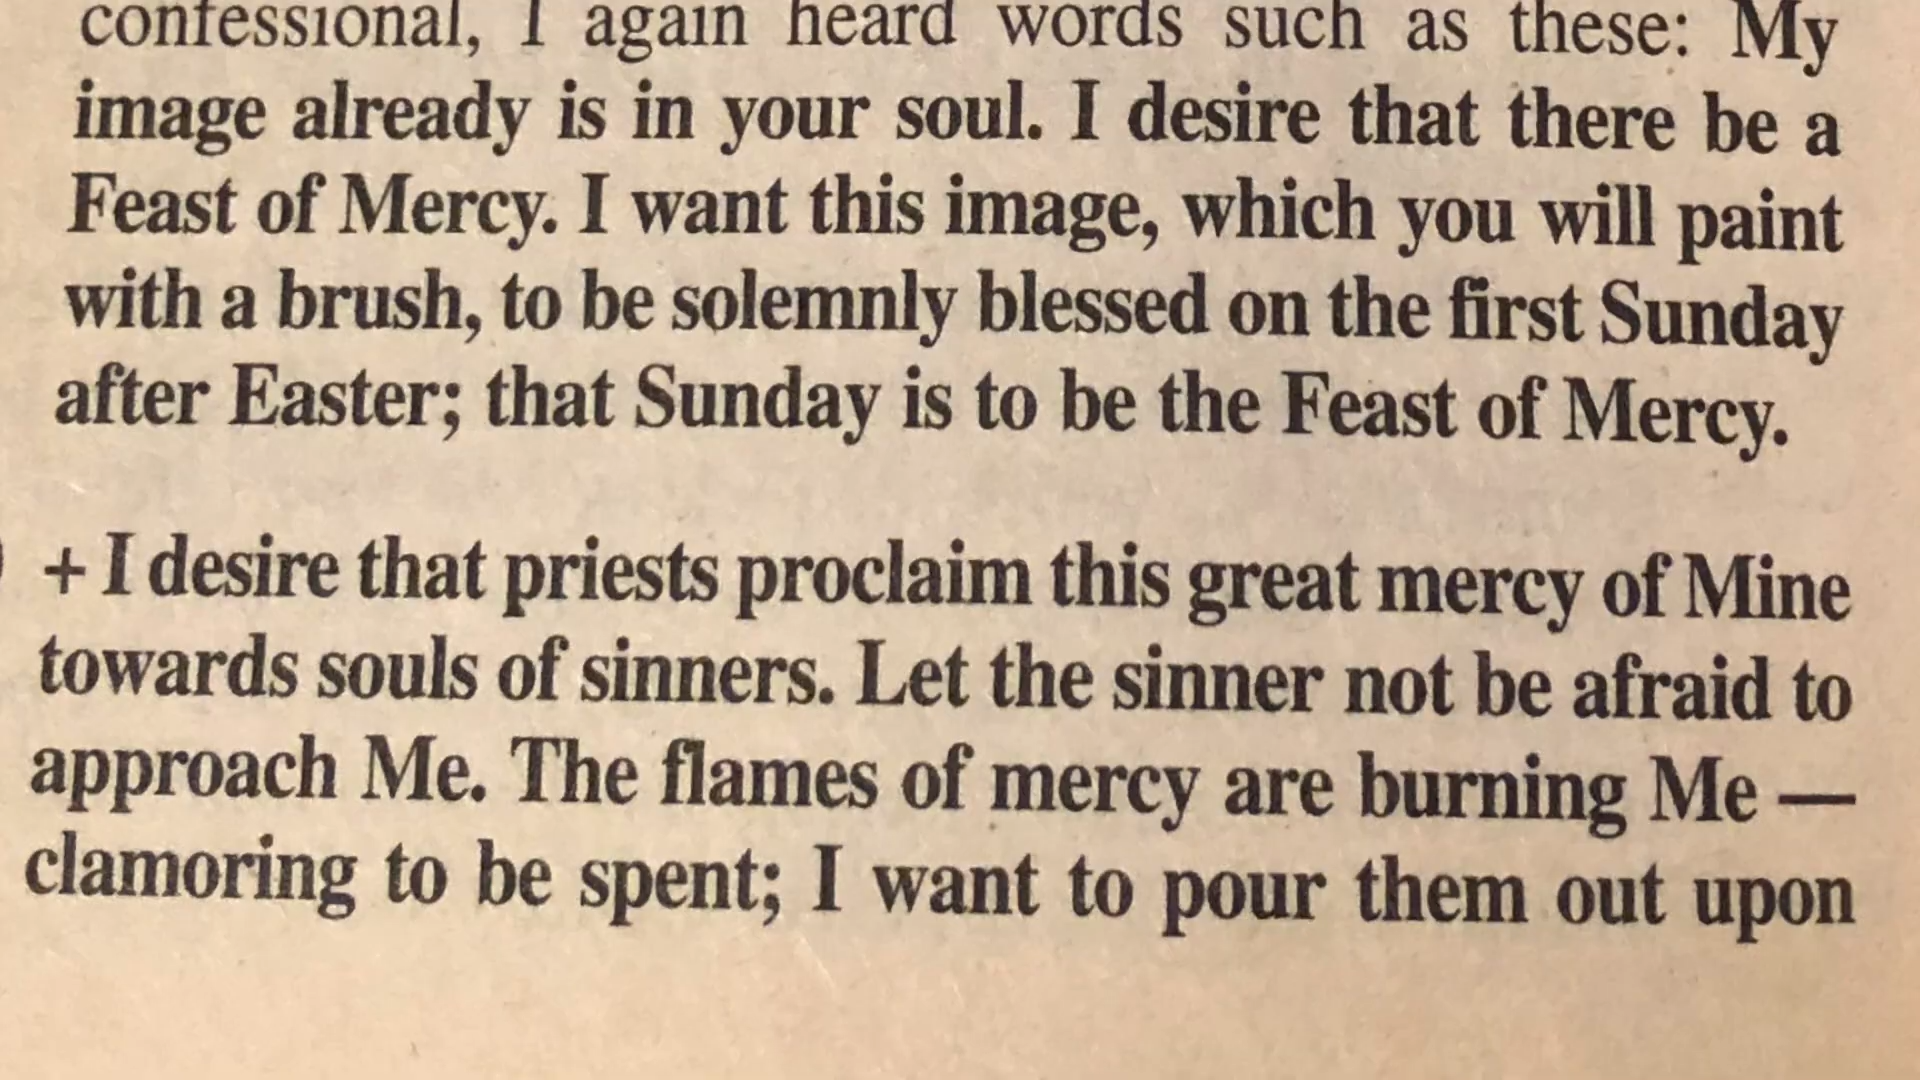 confessional, I again heard words such as these: My
image already is in your soul. I desire that there be a
Feast of Mercy. I want this image, which you will paint
with a brush, to be solemnly blessed on the first Sunday
after Easter; that Sunday is to be the Feast of Mercy.
+ I desire that priests proclaim this great mercy of Mine
towards souls of sinners. Let the sinner not be afraid to
approach Me. The flames of mercy are burning Me —
clamoring to be spent; I want to pour them out upon